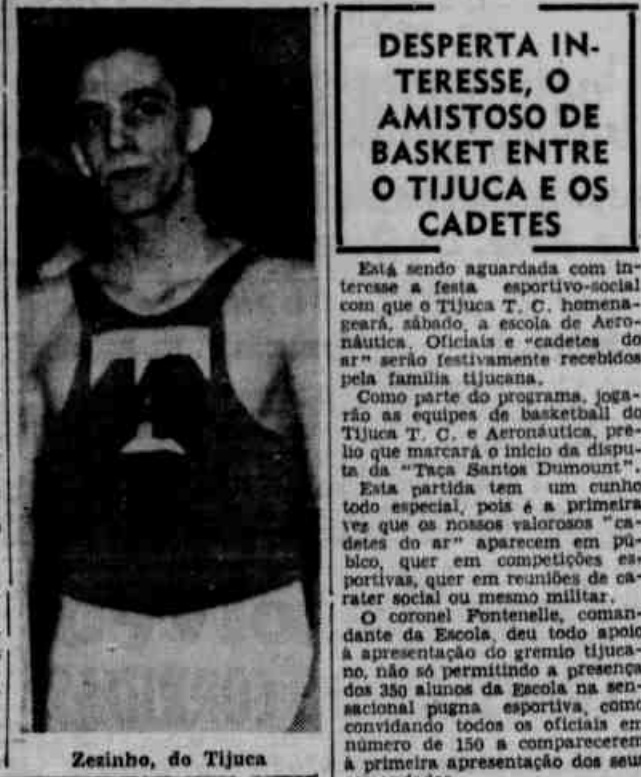 Zezinho, do Tijuca
DESPERTA IN-
TERESSE, O
AMISTOSO DE
BASKET ENTRE
O TIJUCA E OS
CADETES
Está sendo aguardada com in-
teresse a festa esportivo-social
com que o Tijuca T. C. homena-
geará, sábado, a escola de Aero-
náutica. Oficiais e "cadetes do
ar" serão festivamente recebidos
pela familia tijucana.
Como parte do programa, joga-
rão as equipes de basketball do
Tijuca T. C. e Aeronáutica, pré-
lio que marcará o inicio da dispu-
ta da "Taça Santos Dumount".
Esta partida tem um cunho
todo especial, pois é a primeira
vez que os nossos valorosos "ca-
detes do ar" aparecem em pú-
blco, quer em competições es-
portivas, quer em reuniões de ca-
rater social ou mesmo militar.
O coronel Fontenelle, coman-
dante da Escola, deu todo apoio
à apresentação do gremio tijuca-
no, não só permitindo a presença
dos 350 alunos da Escola na sen-
sacional pugna esportiva, como
convidando todos os oficiais em
número de 150 a comparecerem
à primeira apresentação dos seus